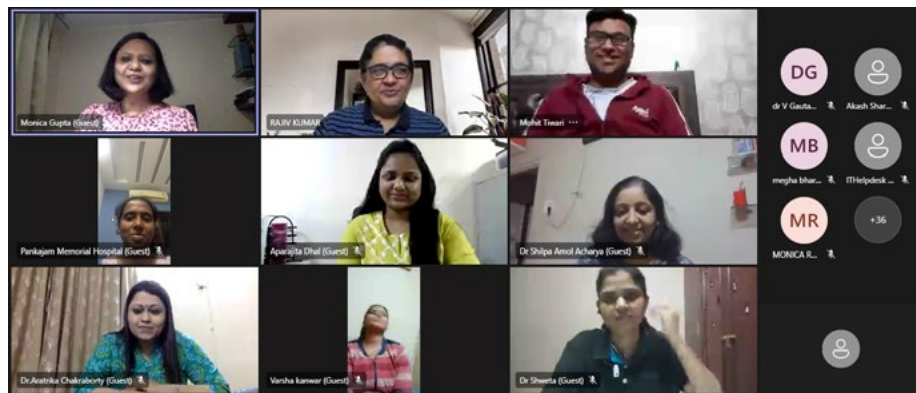 Monica Gupta (Guest)
RAJIV KUMAR
Mohit Tiwari ...
DG
dr V Gauta...
Akash Shar...
Pankajam Memorial Hospital (Guest)
Aparajita Dhal (Guest)
Dr Shilpa Amol Acharya (Guest)
MB
megha bhar...
ITHelpdesk ...
MR
MONICA R...
+36
Dr.Aratrika Chakraborty (Guest)
Varsha kanwar (Guest)
Dr Shweta (Guest)